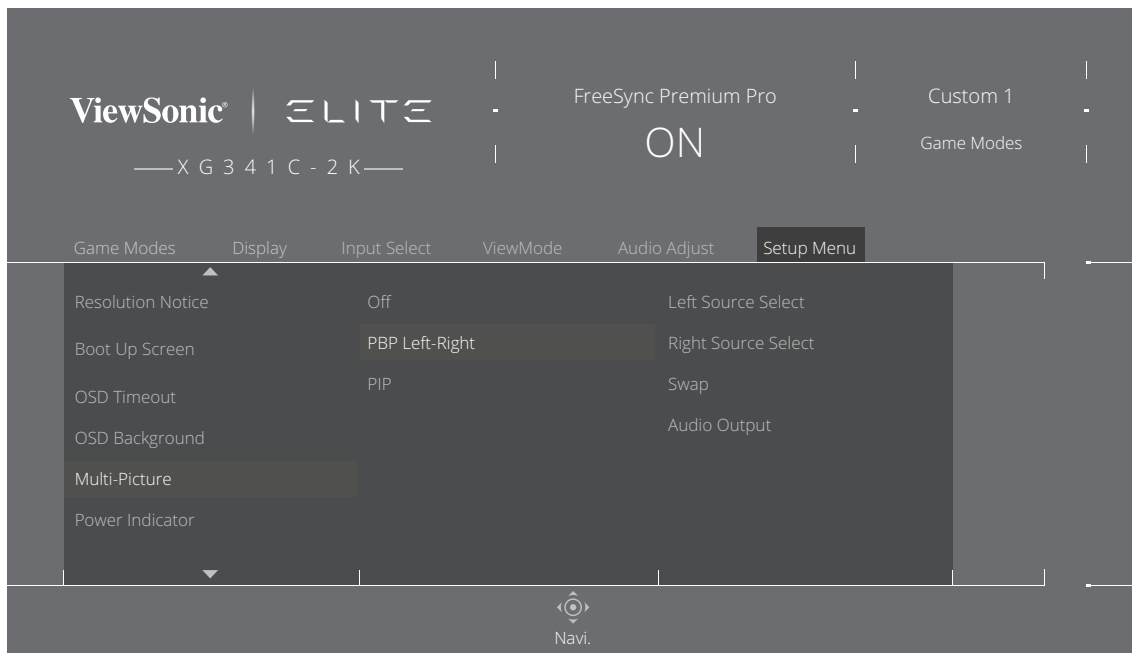 ViewSonic® ELITE
XG341C-2K
FreeSync Premium Pro
ON
Custom 1
Game Modes
Game Modes Display Input Select ViewMode Audio Adjust Setup Menu
Resolution Notice
Boot Up Screen
OSD Timeout
OSD Background
Multi-Picture
Power Indicator
Off
PBP Left-Right
PIP
Left Source Select
Right Source Select
Swap
Audio Output
Navi.